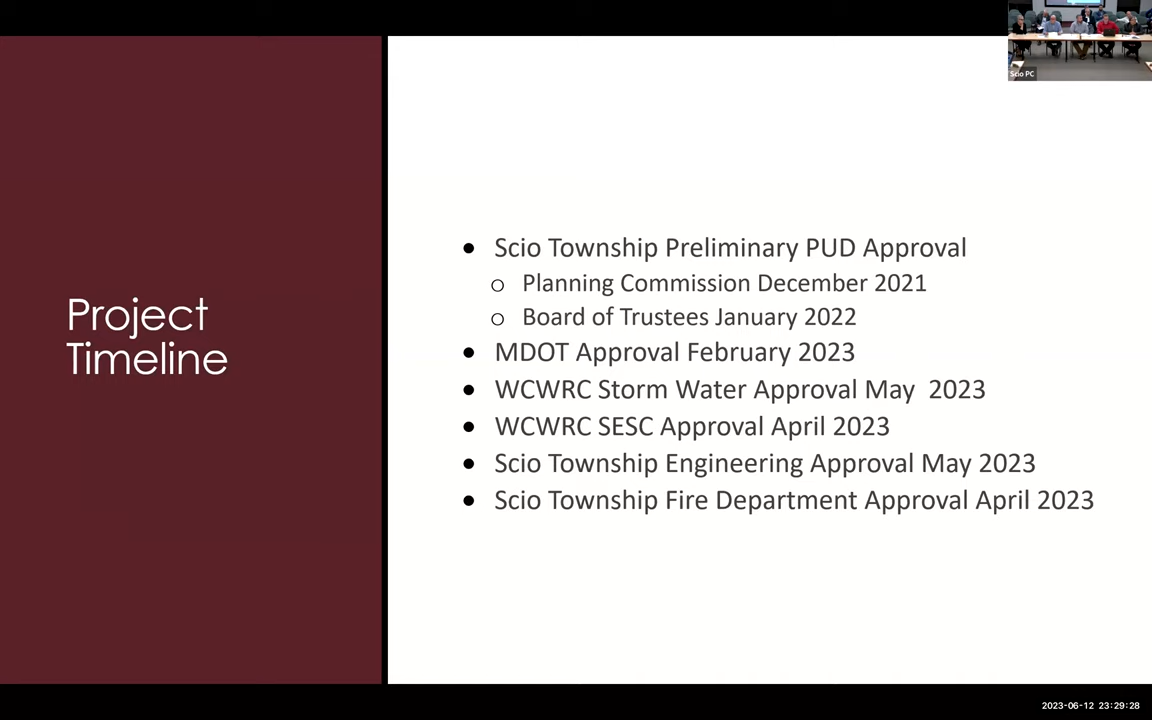 Scio PC
Project
Timeline
• Scio Township Preliminary PUD Approval
o Planning Commission December 2021
o Board of Trustees January 2022
• MDOT Approval February 2023
• WCWRC Storm Water Approval May  2023
• WCWRC SESC Approval April 2023
• Scio Township Engineering Approval May 2023
• Scio Township Fire Department Approval April 2023
2023-06-12 23:29:28